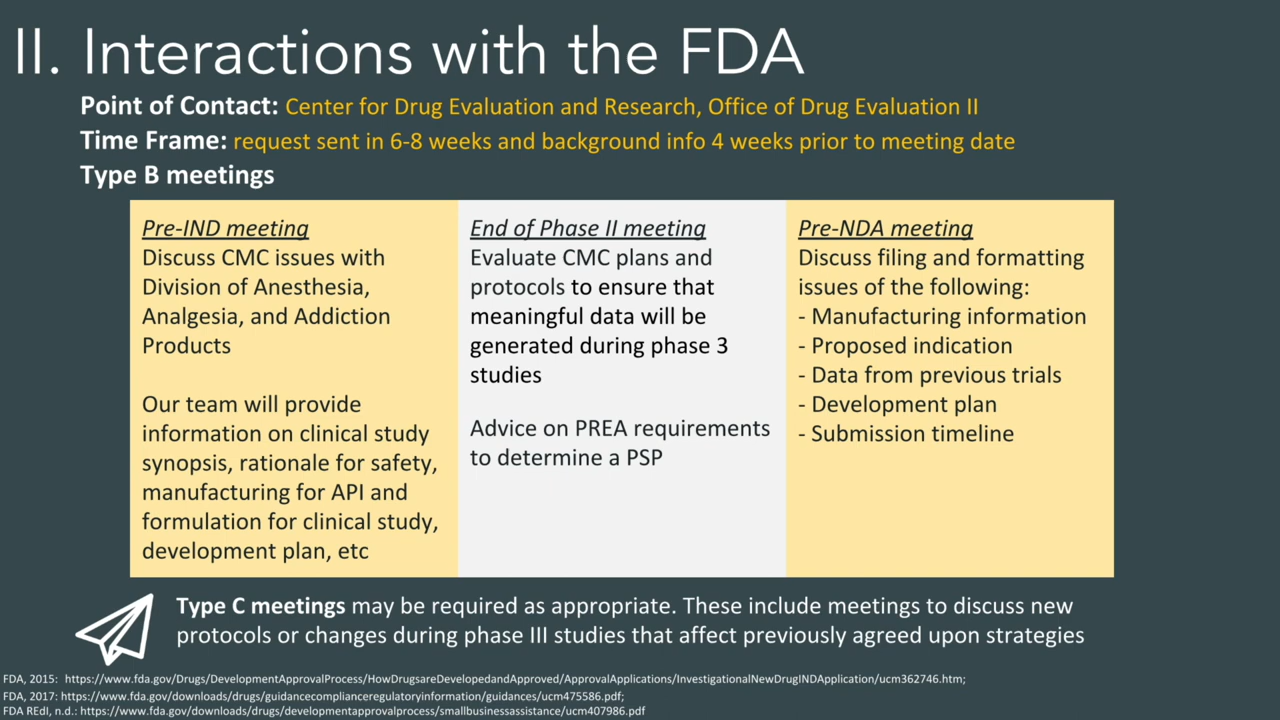 II. Interactions with the FDA
Point of Contact: Center for Drug Evaluation and Research, Office of Drug Evaluation II
Time Frame: request sent in 6-8 weeks and background info 4 weeks prior to meeting date
Type B meetings
Pre-IND meeting
Discuss CMC issues with
Division of Anesthesia,
Analgesia, and Addiction
Products
Our team will provide
information on clinical study
synopsis, rationale for safety,
manufacturing for API and
formulation for clinical study,
development plan, etc
End of Phase II meeting
Evaluate CMC plans and
protocols to ensure that
meaningful data will be
generated during phase 3
studies
Advice on PREA requirements
to determine a PSP
Pre-NDA meeting
Discuss filing and formatting
issues of the following:
- Manufacturing information
- Proposed indication
- Data from previous trials
- Development plan
- Submission timeline
Type C meetings may be required as appropriate. These include meetings to discuss new
protocols or changes during phase III studies that affect previously agreed upon strategies
FDA, 2015: https://www.fda.gov/Drugs/DevelopmentApprovalProcess/HowDrugsareDevelopedandApproved/ApprovalApplications/InvestigationalNewDrugINDApplication/ucm362746.htm;
FDA, 2017: https://www.fda.gov/downloads/drugs/guidancecomplianceregulatoryinformation/guidances/ucm475586.pdf;
FDA REdI, n.d.: https://www.fda.gov/downloads/drugs/developmentapprovalprocess/smallbusinessassistance/ucm407986.pdf